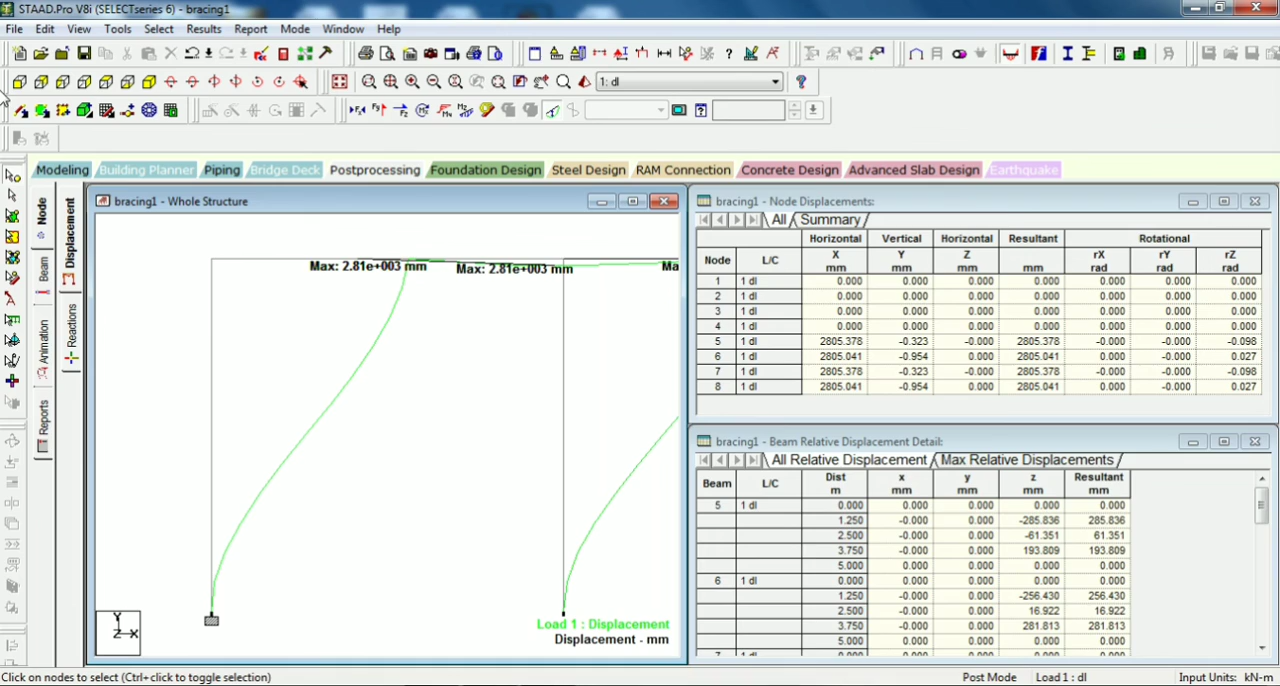 STAAD.Pro V8i (SELECTseries 6) - bracing1
File Edit View Tools Select Results Report Mode Window Help
1: dl
Modeling Building Planner Piping Bridge Deck Postprocessing Foundation Design Steel Design RAM Connection Concrete Design Advanced Slab Design Earthquake
Node
Beam
Animation
Reports
Displacement
Reactions
bracing1 - Whole Structure
Max: 2.81e+003 mm
Max: 2.81e+003 mm
Ma
Y
Z X
Load 1 : Displacement
Displacement - mm
bracing1 - Node Displacements:
All Summary
Horizontal Vertical Horizontal Resultant Rotational
Node L/C X mm Y mm Z mm mm rX rad rY rad rZ rad
1 1 dl 0.000 0.000 0.000 0.000 0.000 0.000 0.000
2 1 dl 0.000 0.000 0.000 0.000 0.000 0.000 0.000
3 1 dl 0.000 0.000 0.000 0.000 0.000 0.000 0.000
4 1 dl 0.000 0.000 0.000 0.000 0.000 0.000 0.000
5 1 dl 2805.378 -0.323 -0.000 2805.378 -0.000 -0.000 -0.098
6 1 dl 2805.041 -0.954 -0.000 2805.041 -0.000 -0.000 0.027
7 1 dl 2805.378 -0.323 0.000 2805.378 0.000 -0.000 -0.098
8 1 dl 2805.041 -0.954 0.000 2805.041 0.000 -0.000 0.027
bracing1 - Beam Relative Displacement Detail:
All Relative Displacement Max Relative Displacements
Beam L/C Dist m x mm y mm z mm Resultant mm
5 1 dl 0.000 0.000 0.000 0.000 0.000
1.250 -0.000 0.000 -285.836 285.836
2.500 -0.000 0.000 -61.351 61.351
3.750 -0.000 0.000 193.809 193.809
5.000 0.000 0.000 0.000 0.000
6 1 dl 0.000 0.000 0.000 0.000 0.000
1.250 -0.000 0.000 -256.430 256.430
2.500 -0.000 0.000 16.922 16.922
3.750 -0.000 0.000 281.813 281.813
5.000 0.000 0.000 0.000 0.000
Click on nodes to select (Ctrl+click to toggle selection) Post Mode Load 1 : dl Input Units: kN-m